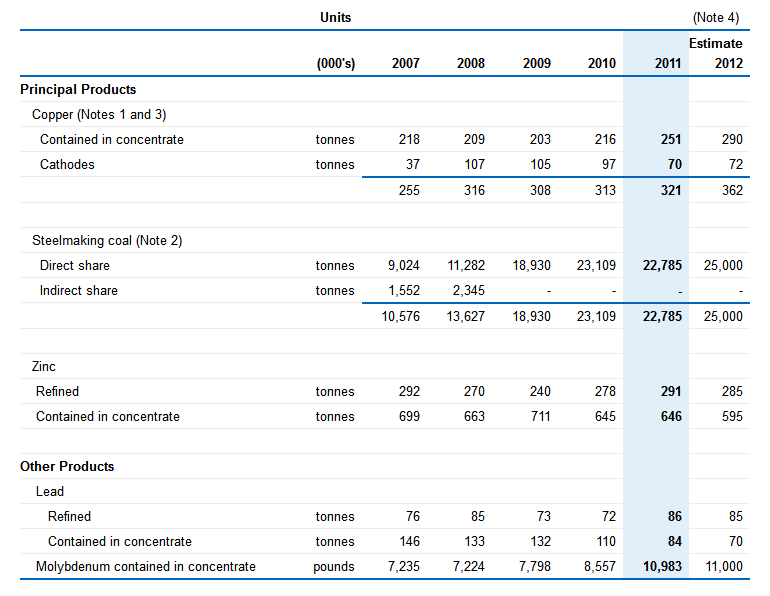 Units (Note 4)
Estimate
(000's) 2007 2008 2009 2010 2011 2012
Principal Products
Copper (Notes 1 and 3)
Contained in concentrate tonnes 218 209 203 216 251 290
Cathodes tonnes 37 107 105 97 70 72
255 316 308 313 321 362
Steelmaking coal (Note 2)
Direct share tonnes 9,024 11,282 18,930 23,109 22,785 25,000
Indirect share tonnes 1,552 2,345 - - - -
10,576 13,627 18,930 23,109 22,785 25,000
Zinc
Refined tonnes 292 270 240 278 291 285
Contained in concentrate tonnes 699 663 711 645 646 595
Other Products
Lead
Refined tonnes 76 85 73 72 86 85
Contained in concentrate tonnes 146 133 132 110 84 70
Molybdenum contained in concentrate pounds 7,235 7,224 7,798 8,557 10,983 11,000